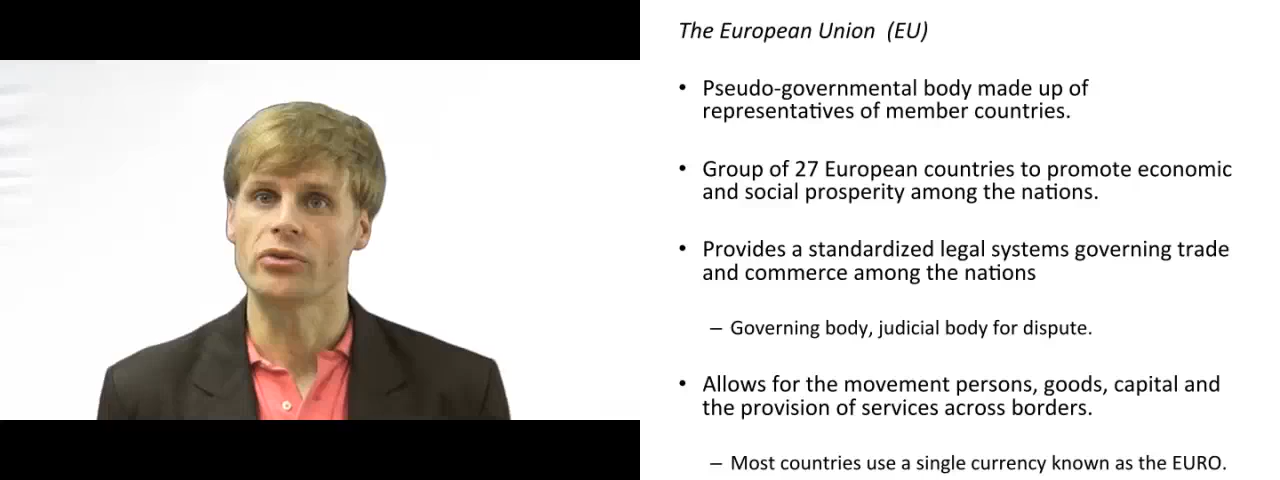 The European Union  (EU)
• Pseudo-governmental body made up of
representatives of member countries.
• Group of 27 European countries to promote economic
and social prosperity among the nations.
• Provides a standardized legal systems governing trade
and commerce among the nations
– Governing body, judicial body for dispute.
• Allows for the movement persons, goods, capital and
the provision of services across borders.
– Most countries use a single currency known as the EURO.